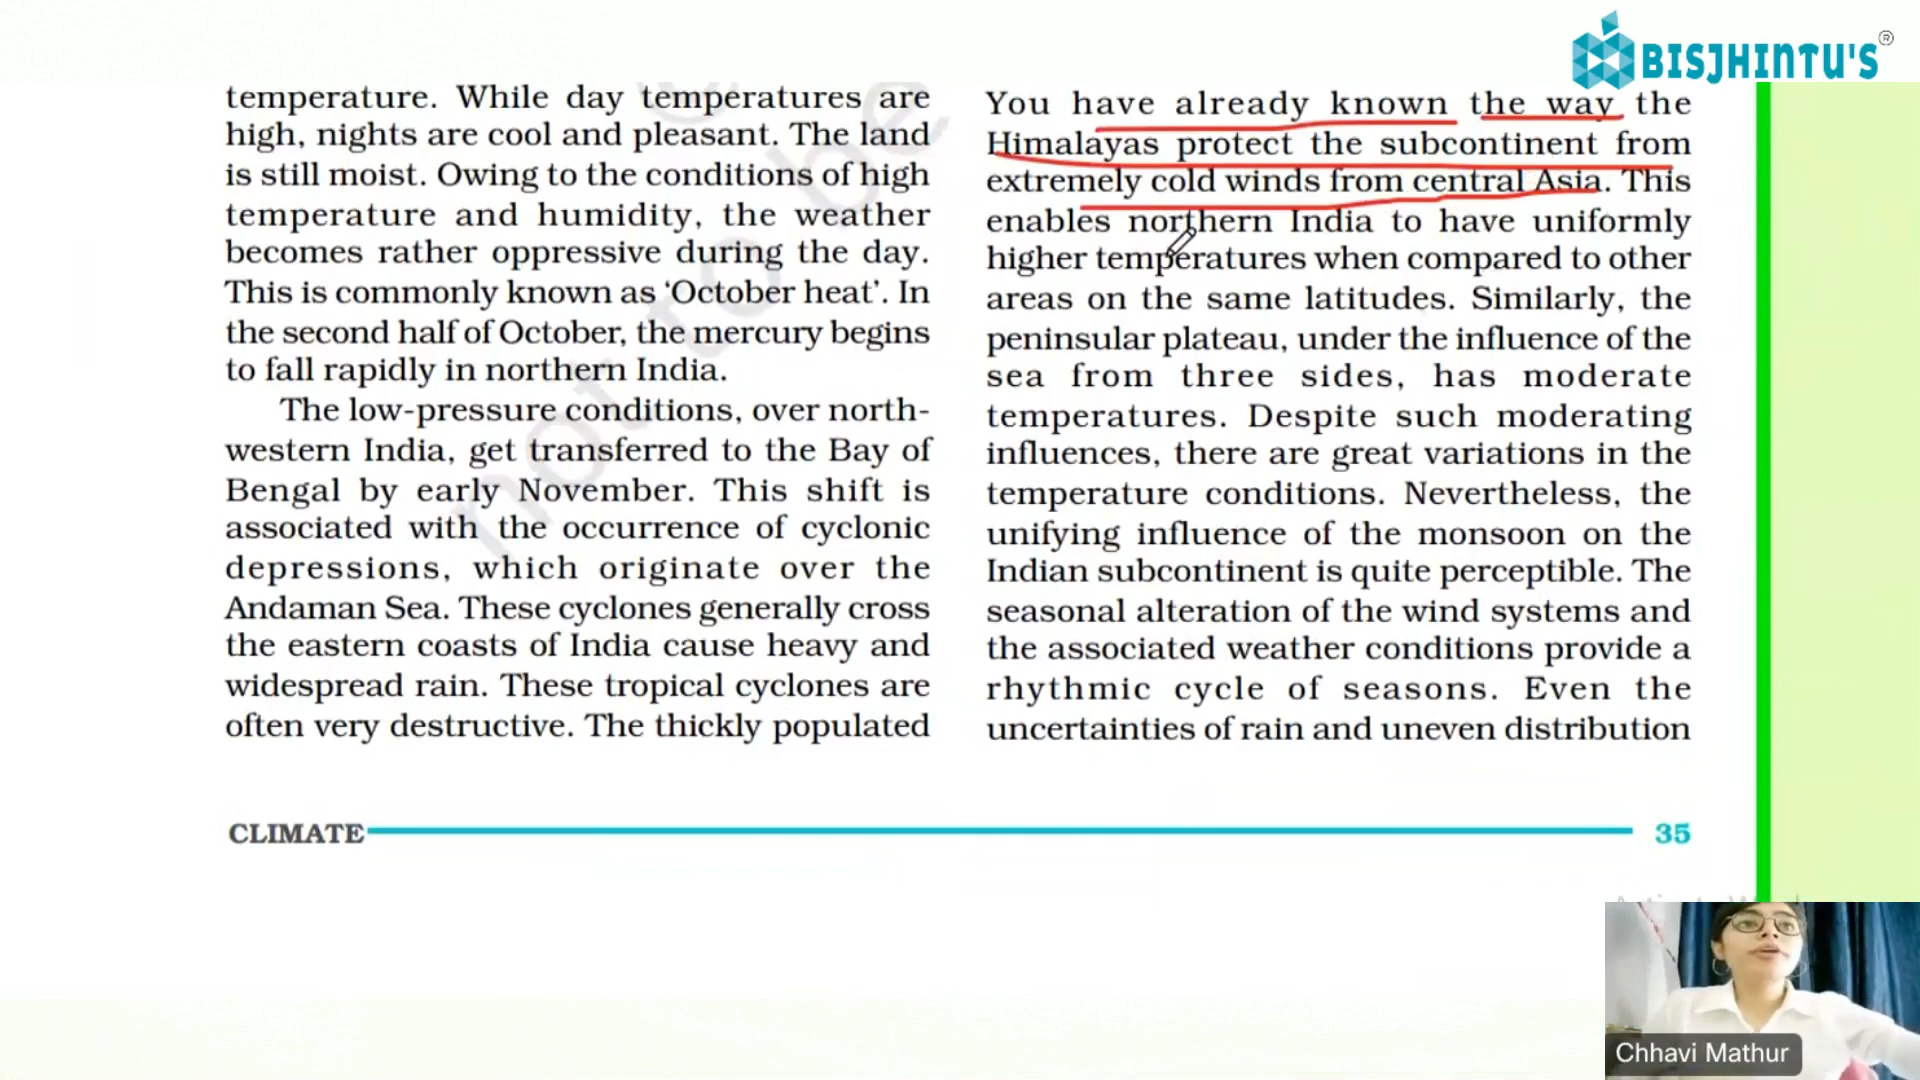 BISJHINTU'S®
temperature. While day temperatures are
high, nights are cool and pleasant. The land
is still moist. Owing to the conditions of high
temperature and humidity, the weather
becomes rather oppressive during the day.
This is commonly known as ‘October heat’. In
the second half of October, the mercury begins
to fall rapidly in northern India.
The low-pressure conditions, over north-
western India, get transferred to the Bay of
Bengal by early November. This shift is
associated with the occurrence of cyclonic
depressions, which originate over the
Andaman Sea. These cyclones generally cross
the eastern coasts of India cause heavy and
widespread rain. These tropical cyclones are
often very destructive. The thickly populated
You have already known the way the
Himalayas protect the subcontinent from
extremely cold winds from central Asia. This
enables northern India to have uniformly
higher temperatures when compared to other
areas on the same latitudes. Similarly, the
peninsular plateau, under the influence of the
sea from three sides, has moderate
temperatures. Despite such moderating
influences, there are great variations in the
temperature conditions. Nevertheless, the
unifying influence of the monsoon on the
Indian subcontinent is quite perceptible. The
seasonal alteration of the wind systems and
the associated weather conditions provide a
rhythmic cycle of seasons. Even the
uncertainties of rain and uneven distribution
CLIMATE 35
not to be
Chhavi Mathur